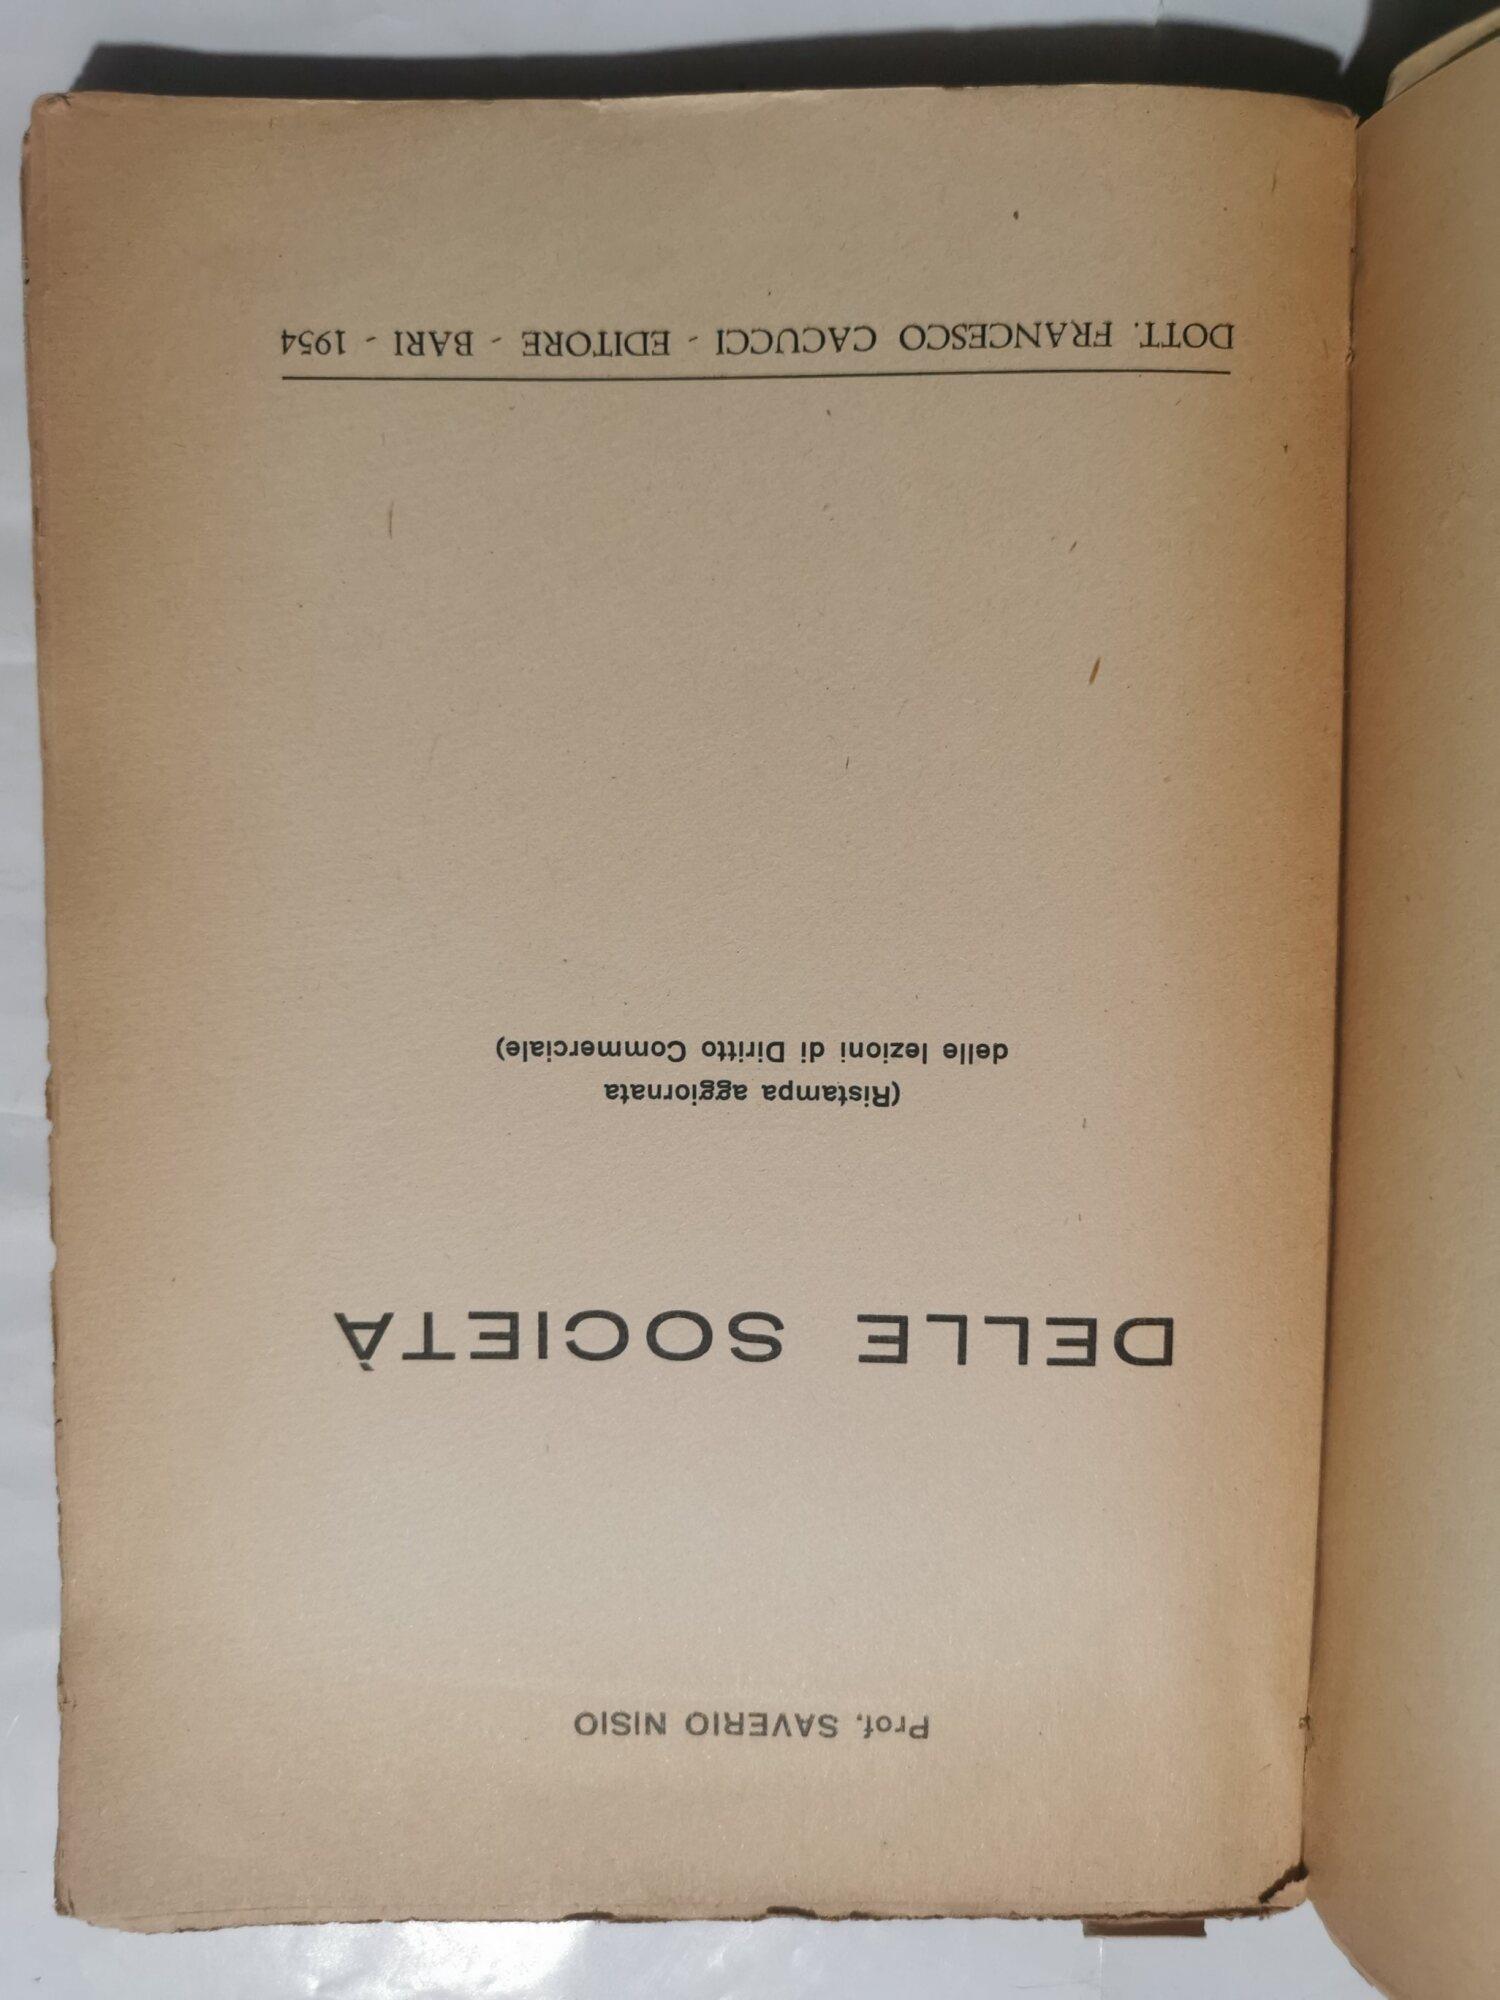 Prof. SAVERIO NISIO
DELLE SOCIETÀ
(Ristampa aggiornata
delle lezioni di Diritto Commerciale)
DOTT. FRANCESCO CACUCCI - EDITORE - BARI - 1954